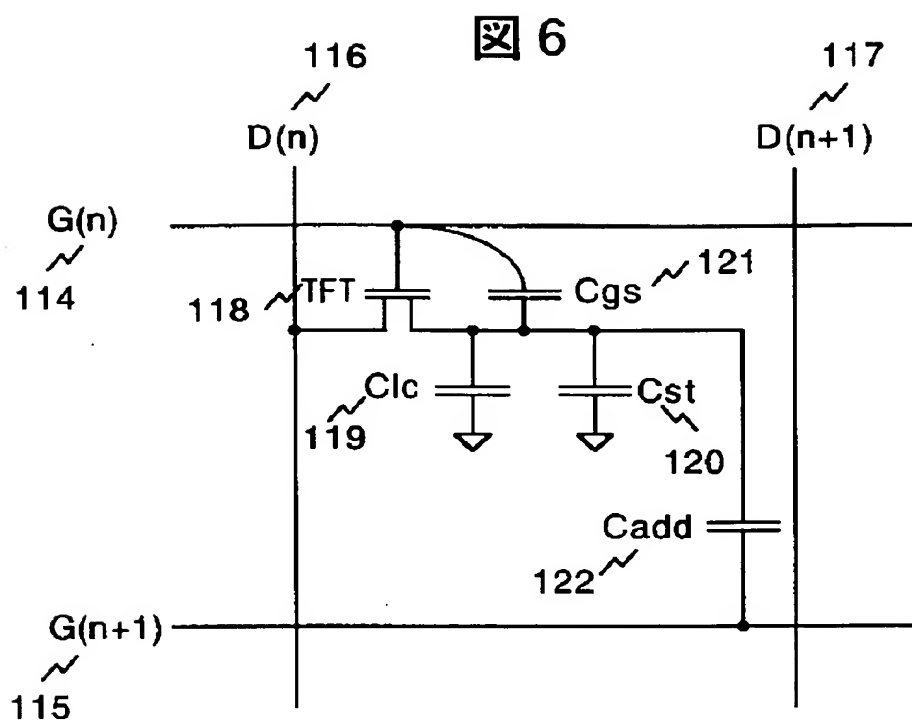 図 6
116
117
D(n)
D(n+1)
G(n)
114
118
TFT
Cgs
121
Clc
119
Cst
120
Cadd
122
G(n+1)
115